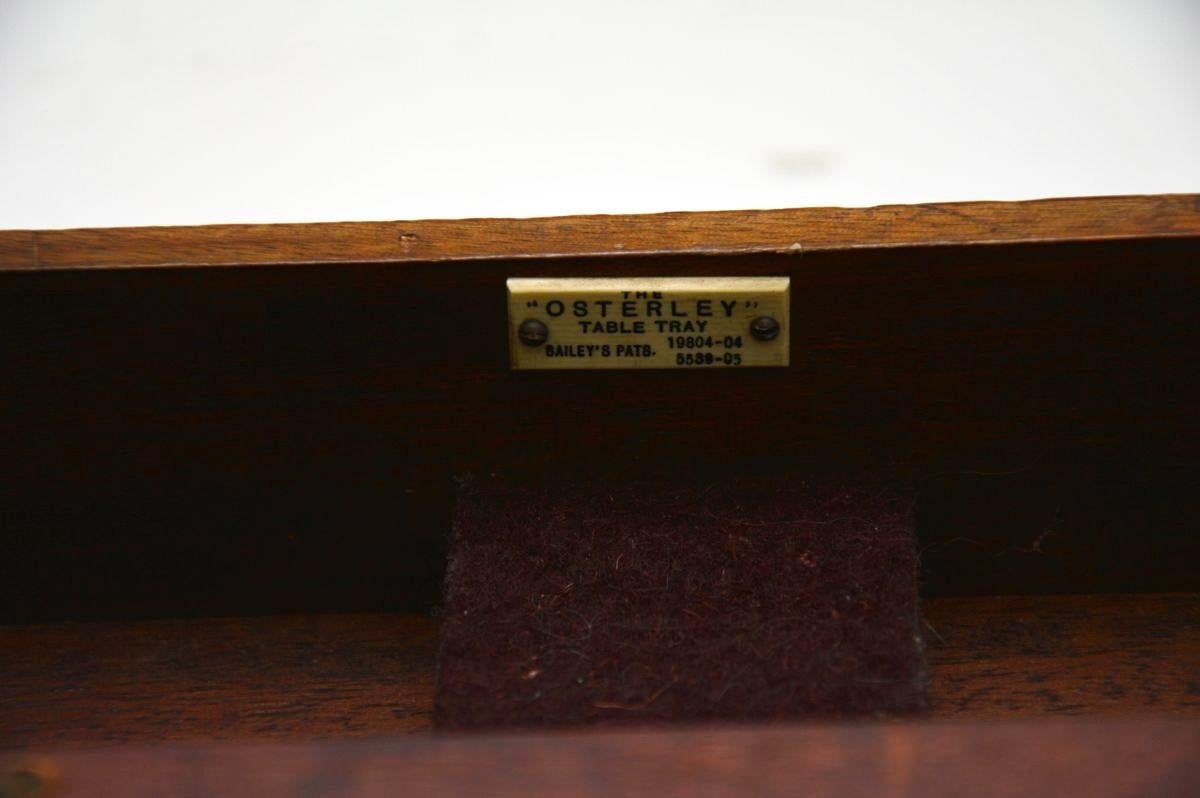 THE
"OSTERLEY"
TABLE TRAY
BAILEY'S PATS. 19804-04
5539-05